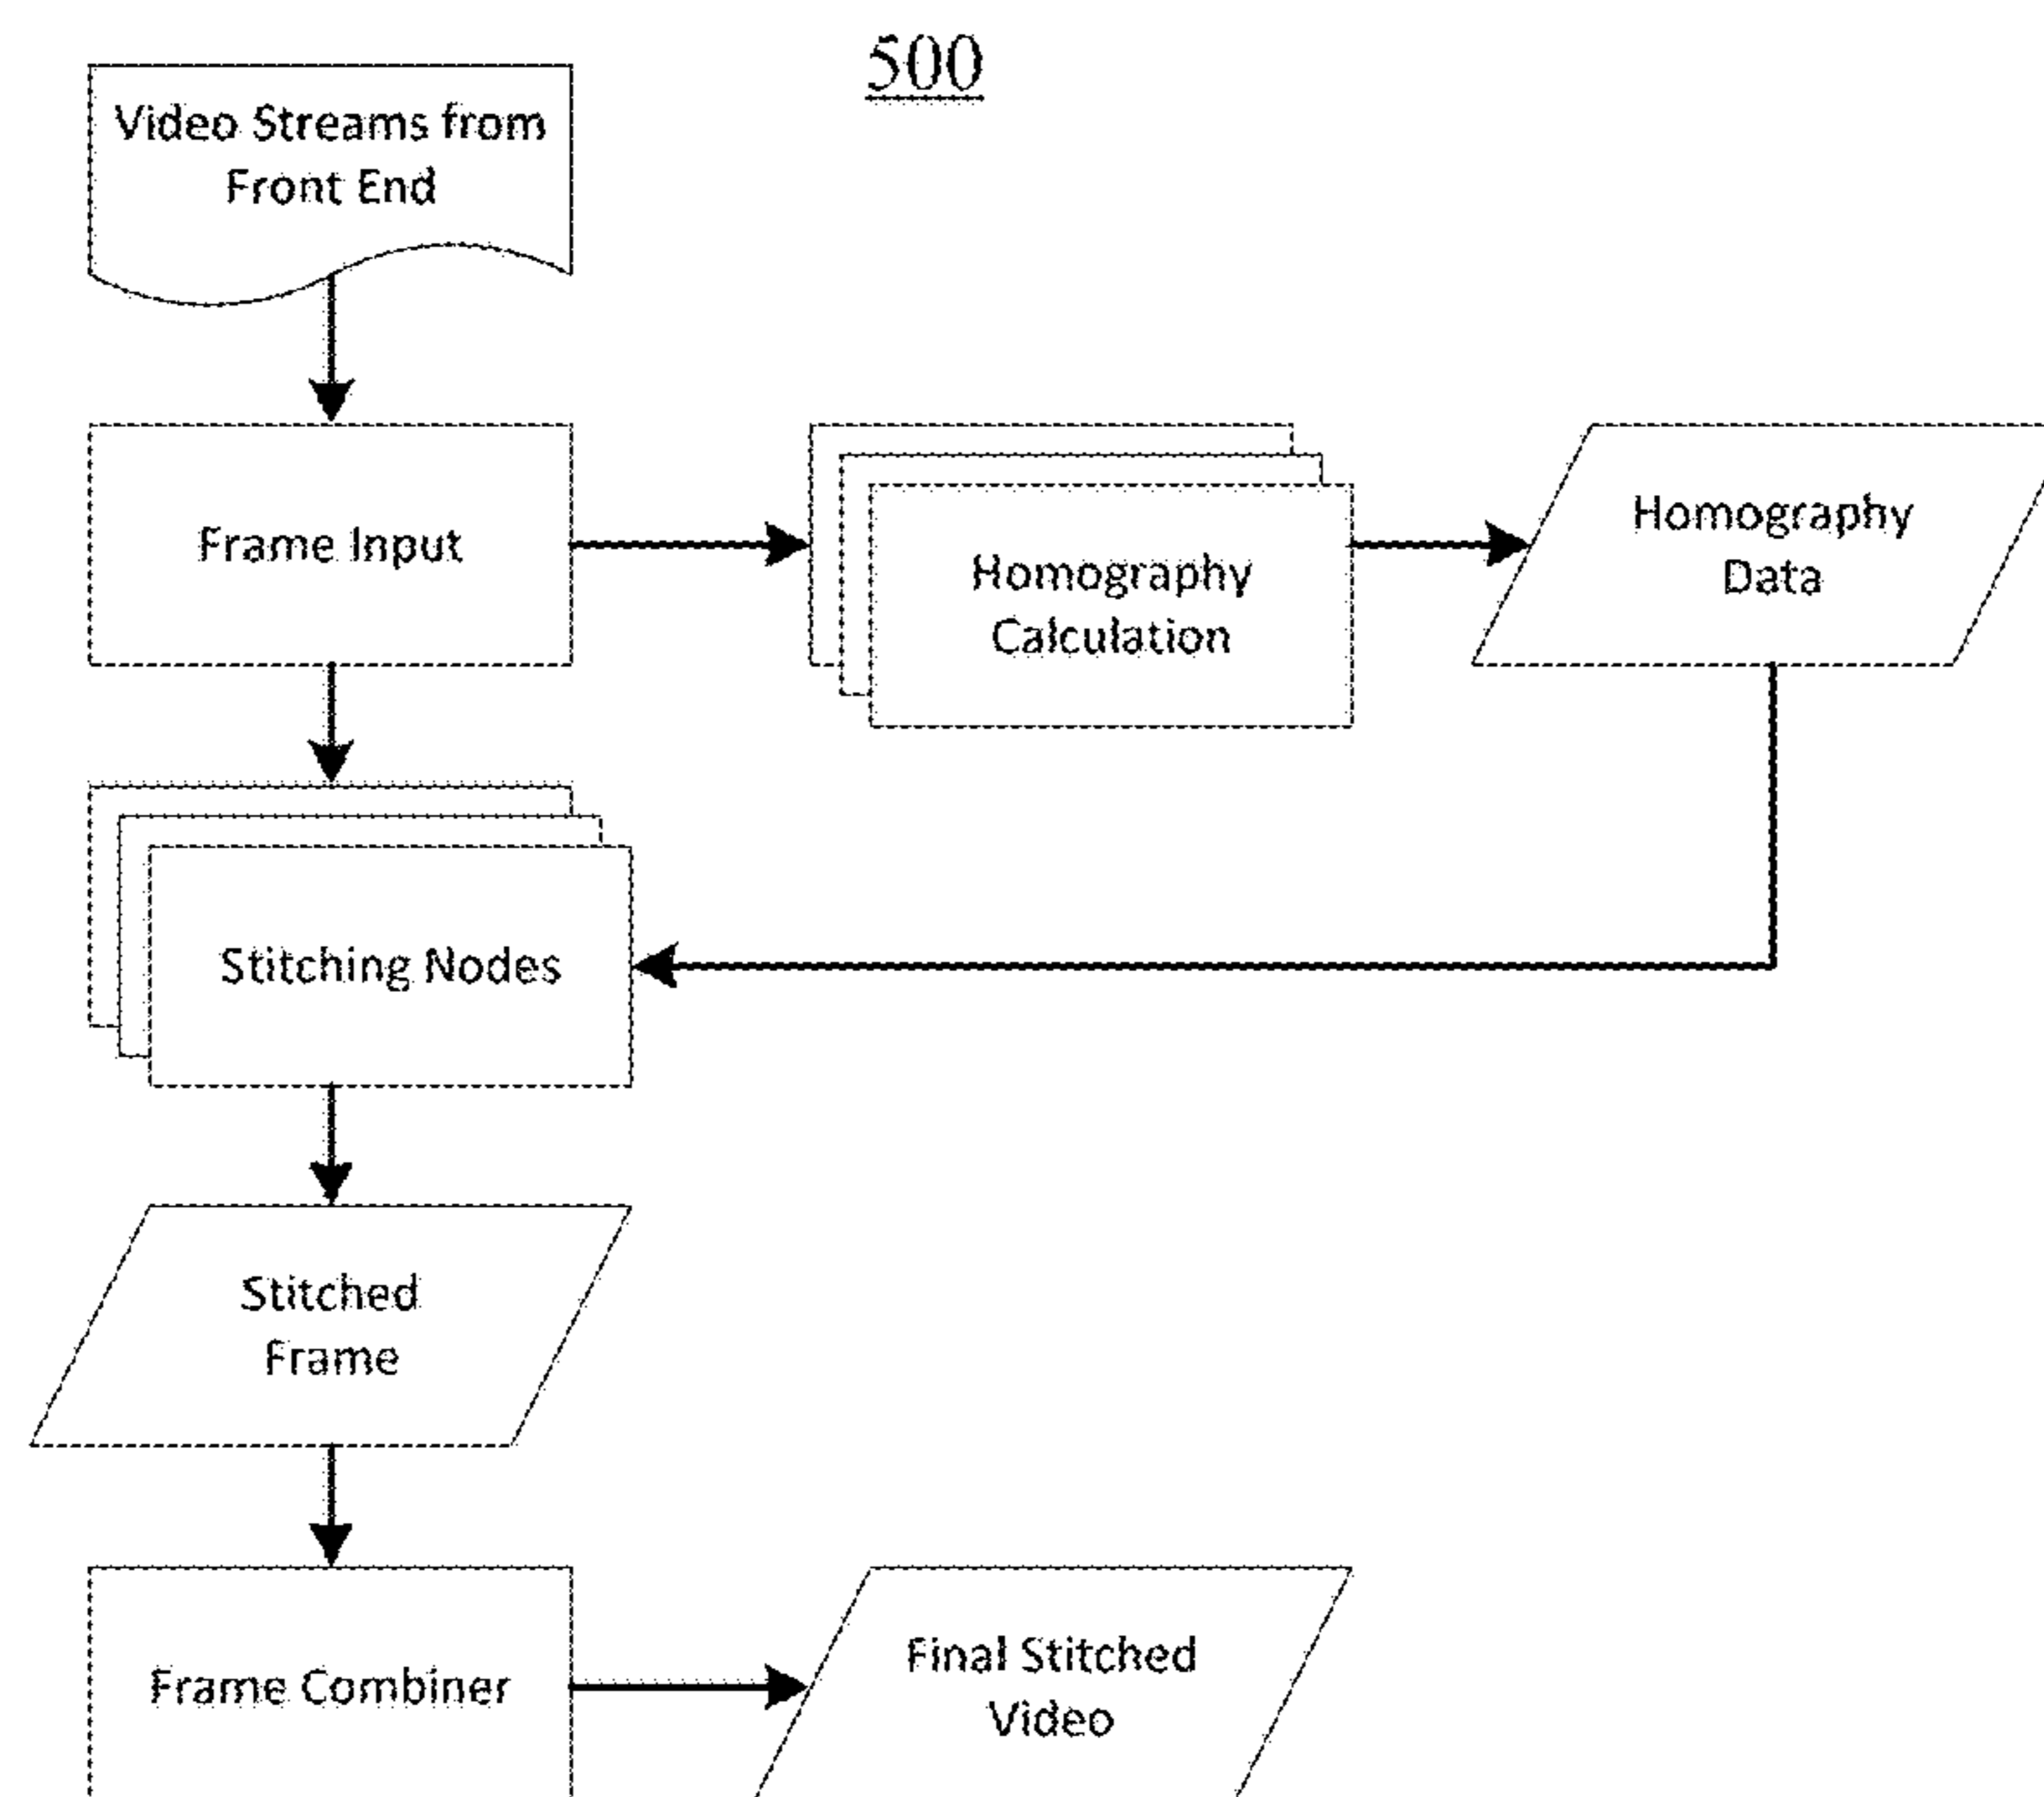 500
Video Streams from
Front End
Frame Input
Homography
Calculation
Homography
Data
Stitching Nodes
Stitched
Frame
Frame Combiner
Final Stitched
Video